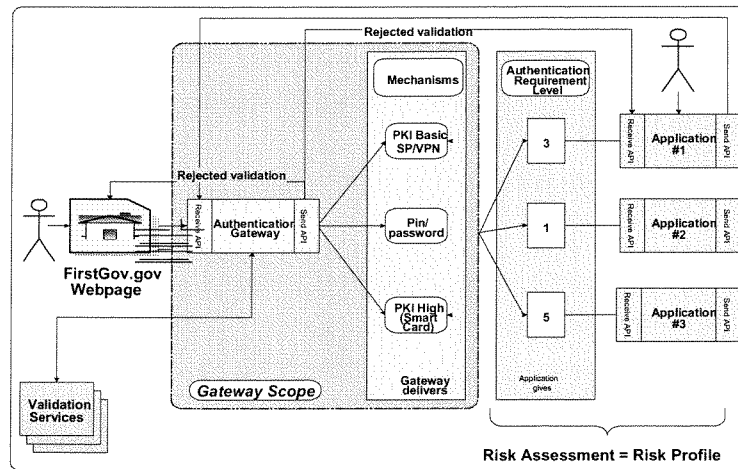 Rejected validation
Mechanisms
Authentication
Requirement
Level
PKI Basic
SP/VPN
3
Receive API
Application
#1
Send API
Rejected validation
Receive API
Authentication
Gateway
Send API
Pin/
password
1
Receive API
Application
#2
Send API
FirstGov.gov
Webpage
PKI High
(Smart
Card)
5
Receive API
Application
#3
Send API
Validation
Services
Gateway Scope
Gateway
delivers
Application
gives
Risk Assessment = Risk Profile